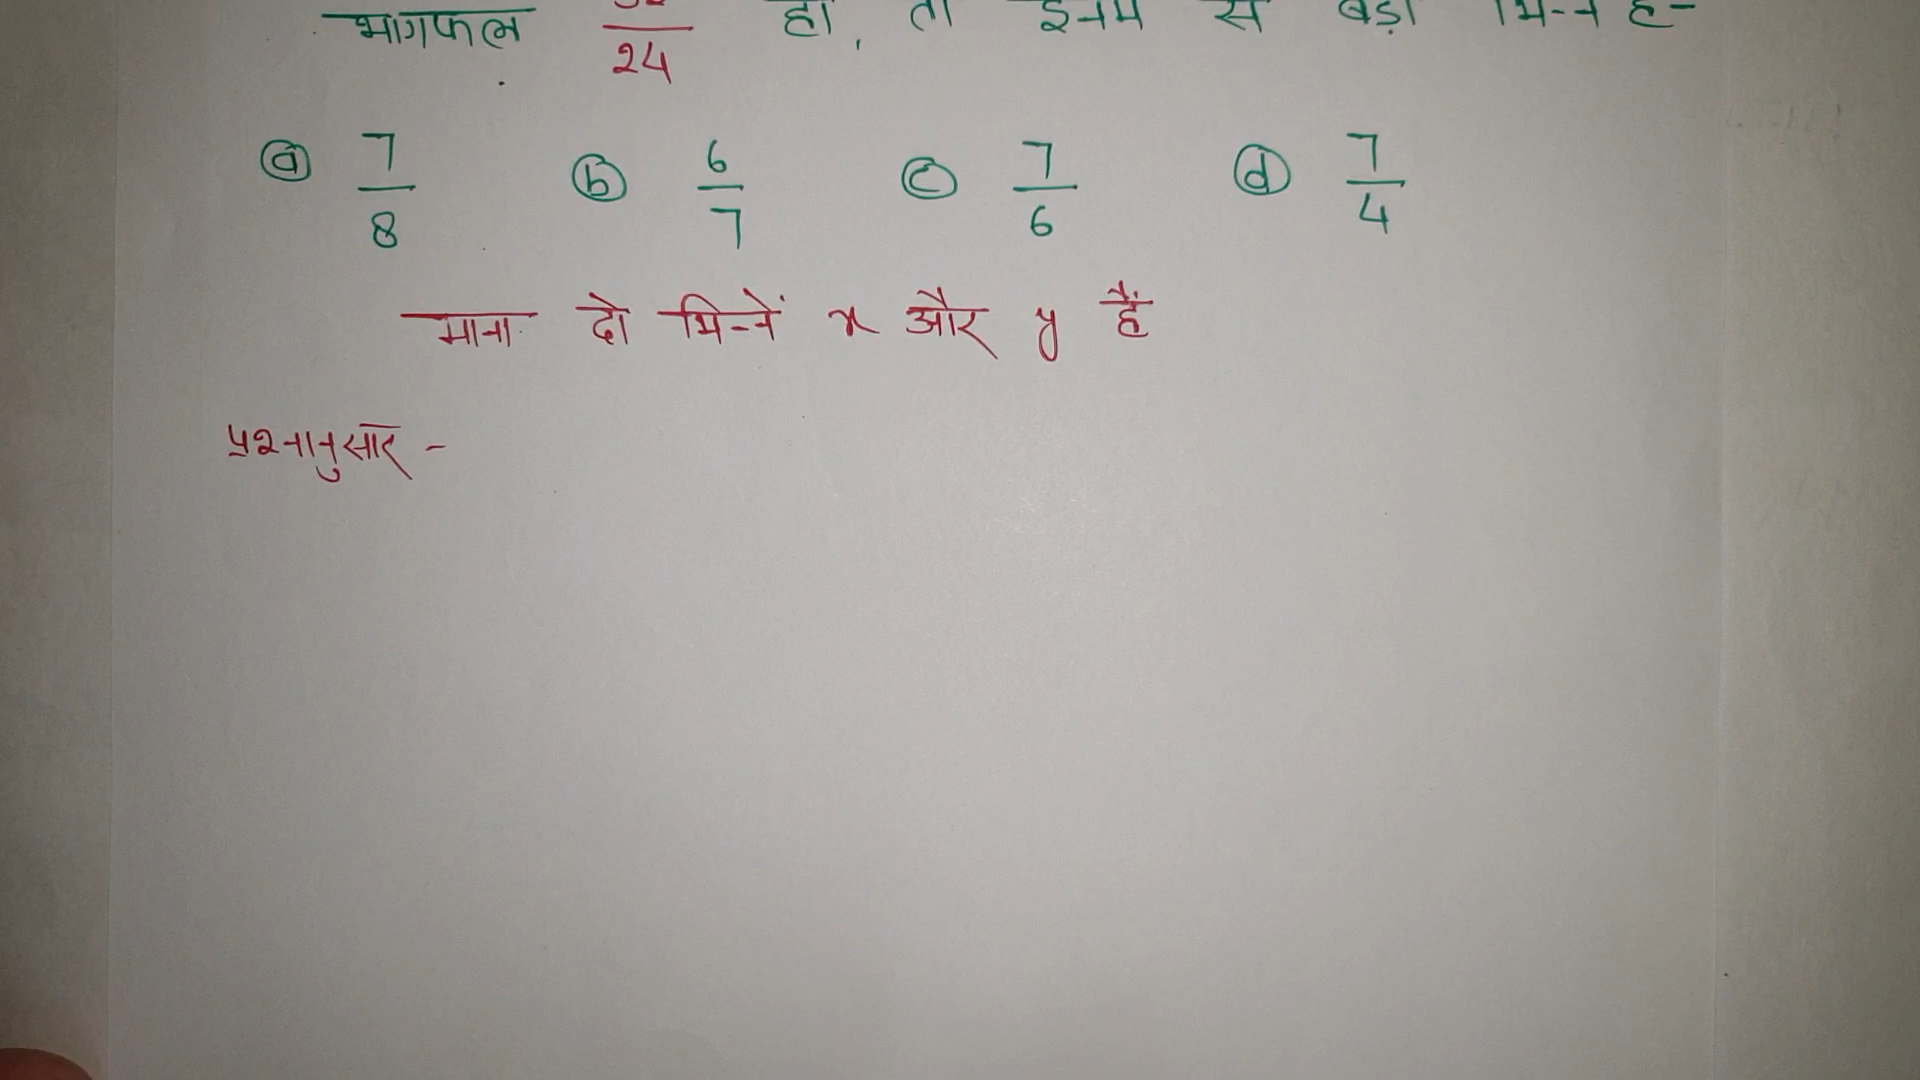 भागफल 24 हो, तो इनमें से बड़ी भिन्न है-
(a) 7/8 (b) 6/7 (c) 7/6 (d) 7/4
माना दो भिन्नें x और y हैं
प्रश्नानुसार -